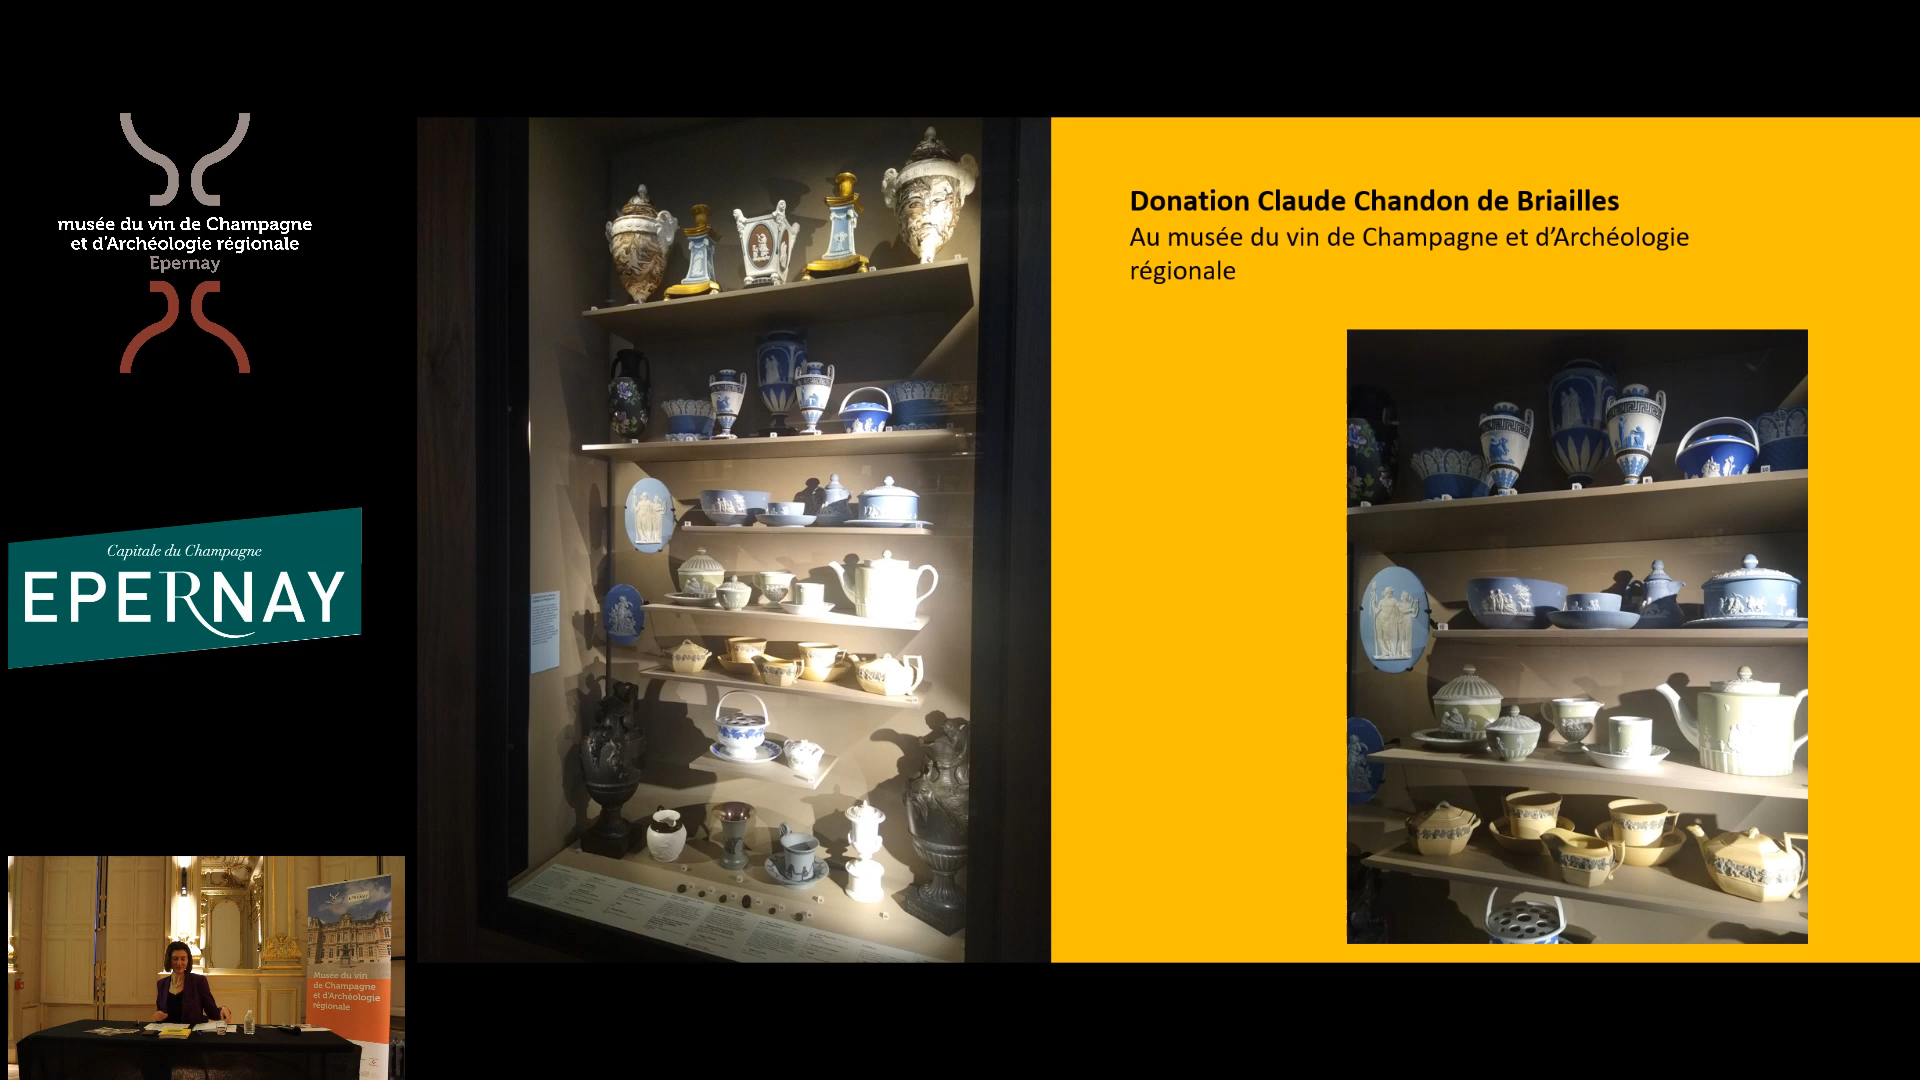 musée du vin de Champagne
et d'Archéologie régionale
Epernay
Capitale du Champagne
EPERNAY
Donation Claude Chandon de Briailles
Au musée du vin de Champagne et d'Archéologie
régionale
Musée du vin
de Champagne
et d'Archéologie
régionale